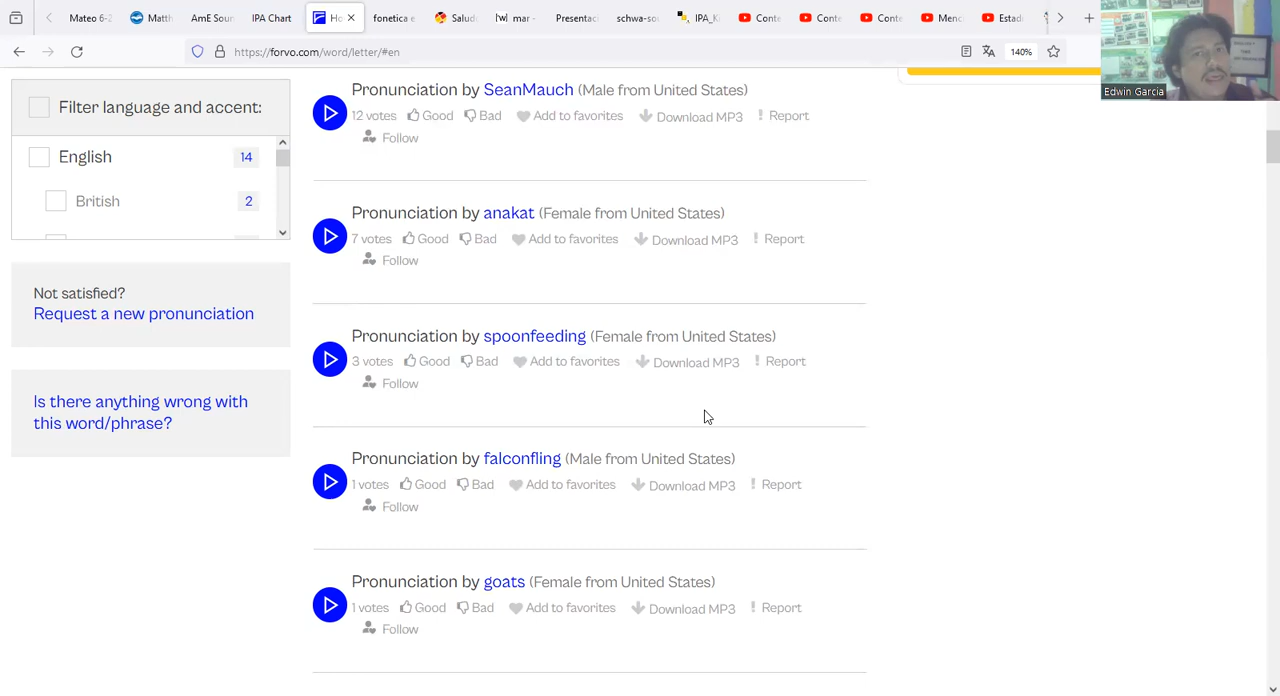 Mateo 6-2
Matth
AmE Soun
IPA Chart
Ho
fonetica e
Salud
mar -
Presentaci
schwa-so
IPA_Ki
Conte
Conte
Conte
Menc
Estad
https://forvo.com/word/letter/#en
140%
Edwin Garcia
Filter language and accent:
English 14
British 2
Not satisfied?
Request a new pronunciation
Is there anything wrong with
this word/phrase?
Pronunciation by SeanMauch (Male from United States)
12 votes Good Bad Add to favorites Download MP3 Report
Follow
Pronunciation by anakat (Female from United States)
7 votes Good Bad Add to favorites Download MP3 Report
Follow
Pronunciation by spoonfeeding (Female from United States)
3 votes Good Bad Add to favorites Download MP3 Report
Follow
Pronunciation by falconfling (Male from United States)
1 votes Good Bad Add to favorites Download MP3 Report
Follow
Pronunciation by goats (Female from United States)
1 votes Good Bad Add to favorites Download MP3 Report
Follow